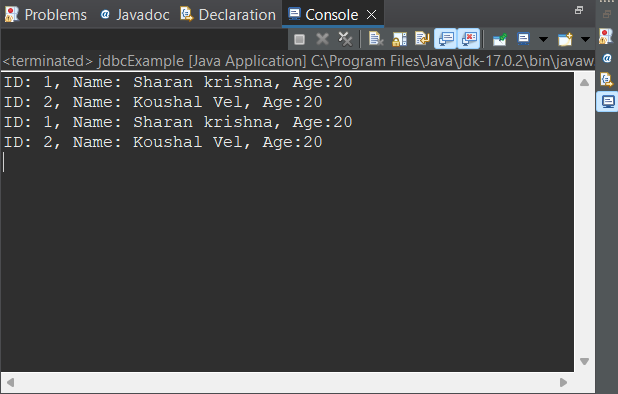 Problems @ Javadoc Declaration Console
<terminated> jdbcExample [Java Application] C:\Program Files\Java\jdk-17.0.2\bin\javaw
ID: 1, Name: Sharan krishna, Age:20
ID: 2, Name: Koushal Vel, Age:20
ID: 1, Name: Sharan krishna, Age:20
ID: 2, Name: Koushal Vel, Age:20